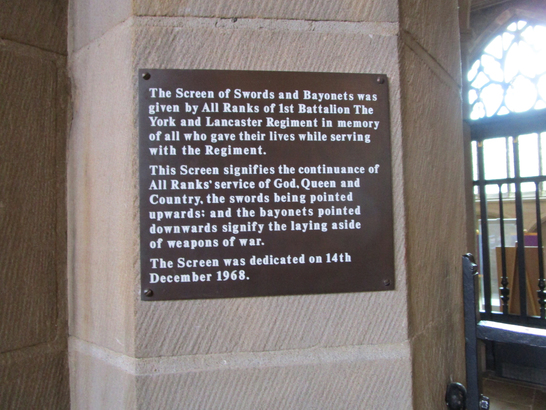 The Screen of Swords and Bayonets was
given by All Ranks of 1st Battalion The
York and Lancaster Regiment in memory
of all who gave their lives while serving
with the Regiment.
This Screen signifies the continuance of
All Ranks' service of God, Queen and
Country, the swords being pointed
upwards; and the bayonets pointed
downwards signify the laying aside
of weapons of war.
The Screen was dedicated on 14th
December 1968.